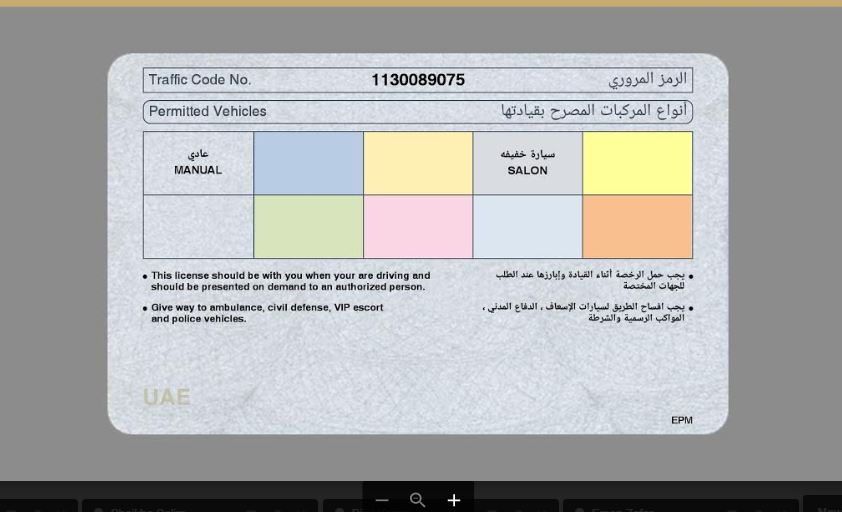 Traffic Code No. 1130089075 الرمز المروري
Permitted Vehicles أنواع المركبات المصرح بقيادتها
عادي سيارة خفيفه
MANUAL SALON
This license should be with you when your are driving and
should be presented on demand to an authorized person.
يجب حمل الرخصة أثناء القيادة وإبارزها عند الطلب
للجهات المختصة
Give way to ambulance, civil defense, VIP escort
and police vehicles.
يجب افساح الطريق لسيارات الإسعاف ، الدفاع المدني ،
المواكب الرسمية والشرطة
UAE
EPM